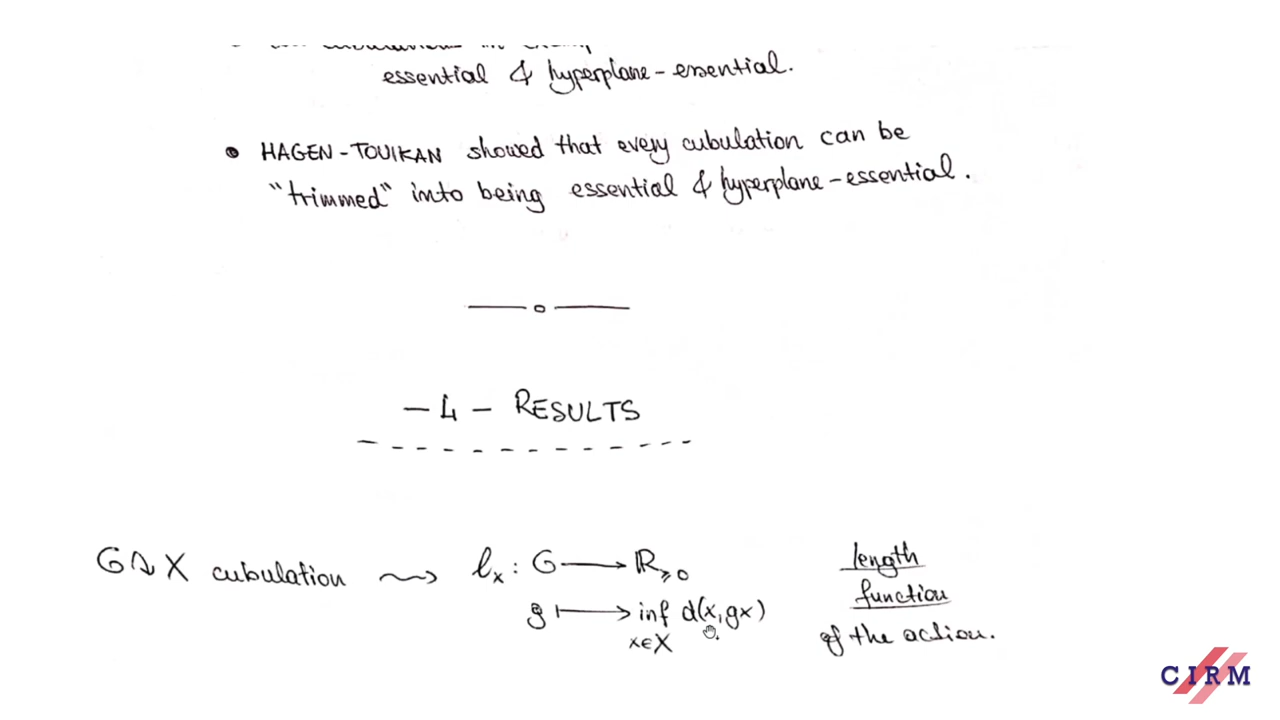 essential & hyperplane-essential.
• HAGEN-TOUIKAN showed that every cubulation can be
"trimmed" into being essential & hyperplane-essential.
- 4 - RESULTS
G↷X cubulation ⇝ ℓ_X : G ⟶ ℝ_≥0 length
g ⟼ inf d(x,gx) function
x∈X of the action.
CIRM